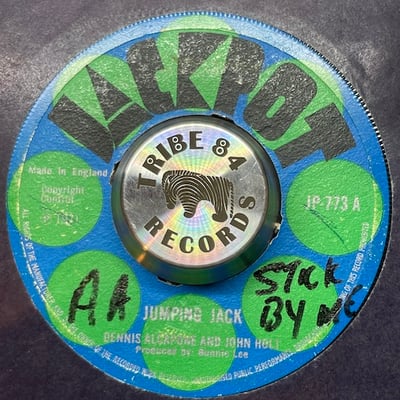 JACKPOT
TRIBE 84
RECORDS
Made in England
Copyright
Control
JP-773 A
AA
STICK
BY ME
JUMPING JACK
DENNIS ALCAPONE AND JOHN HOLT
Produced by: Bunnie Lee